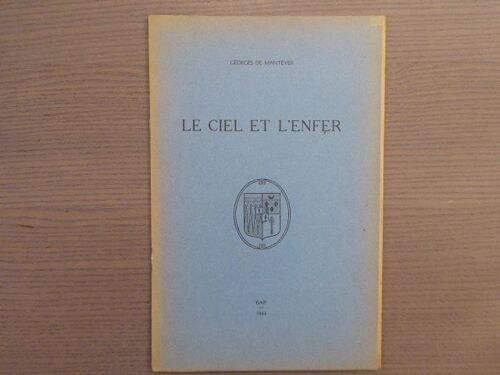 GEORGES DE MANTEYER
LE CIEL ET L'ENFER
GAP